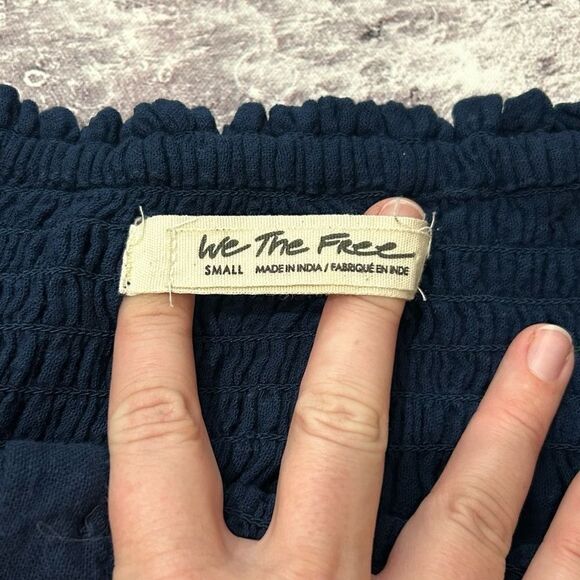 We The Free
SMALL MADE IN INDIA / FABRIQUÉ EN INDE